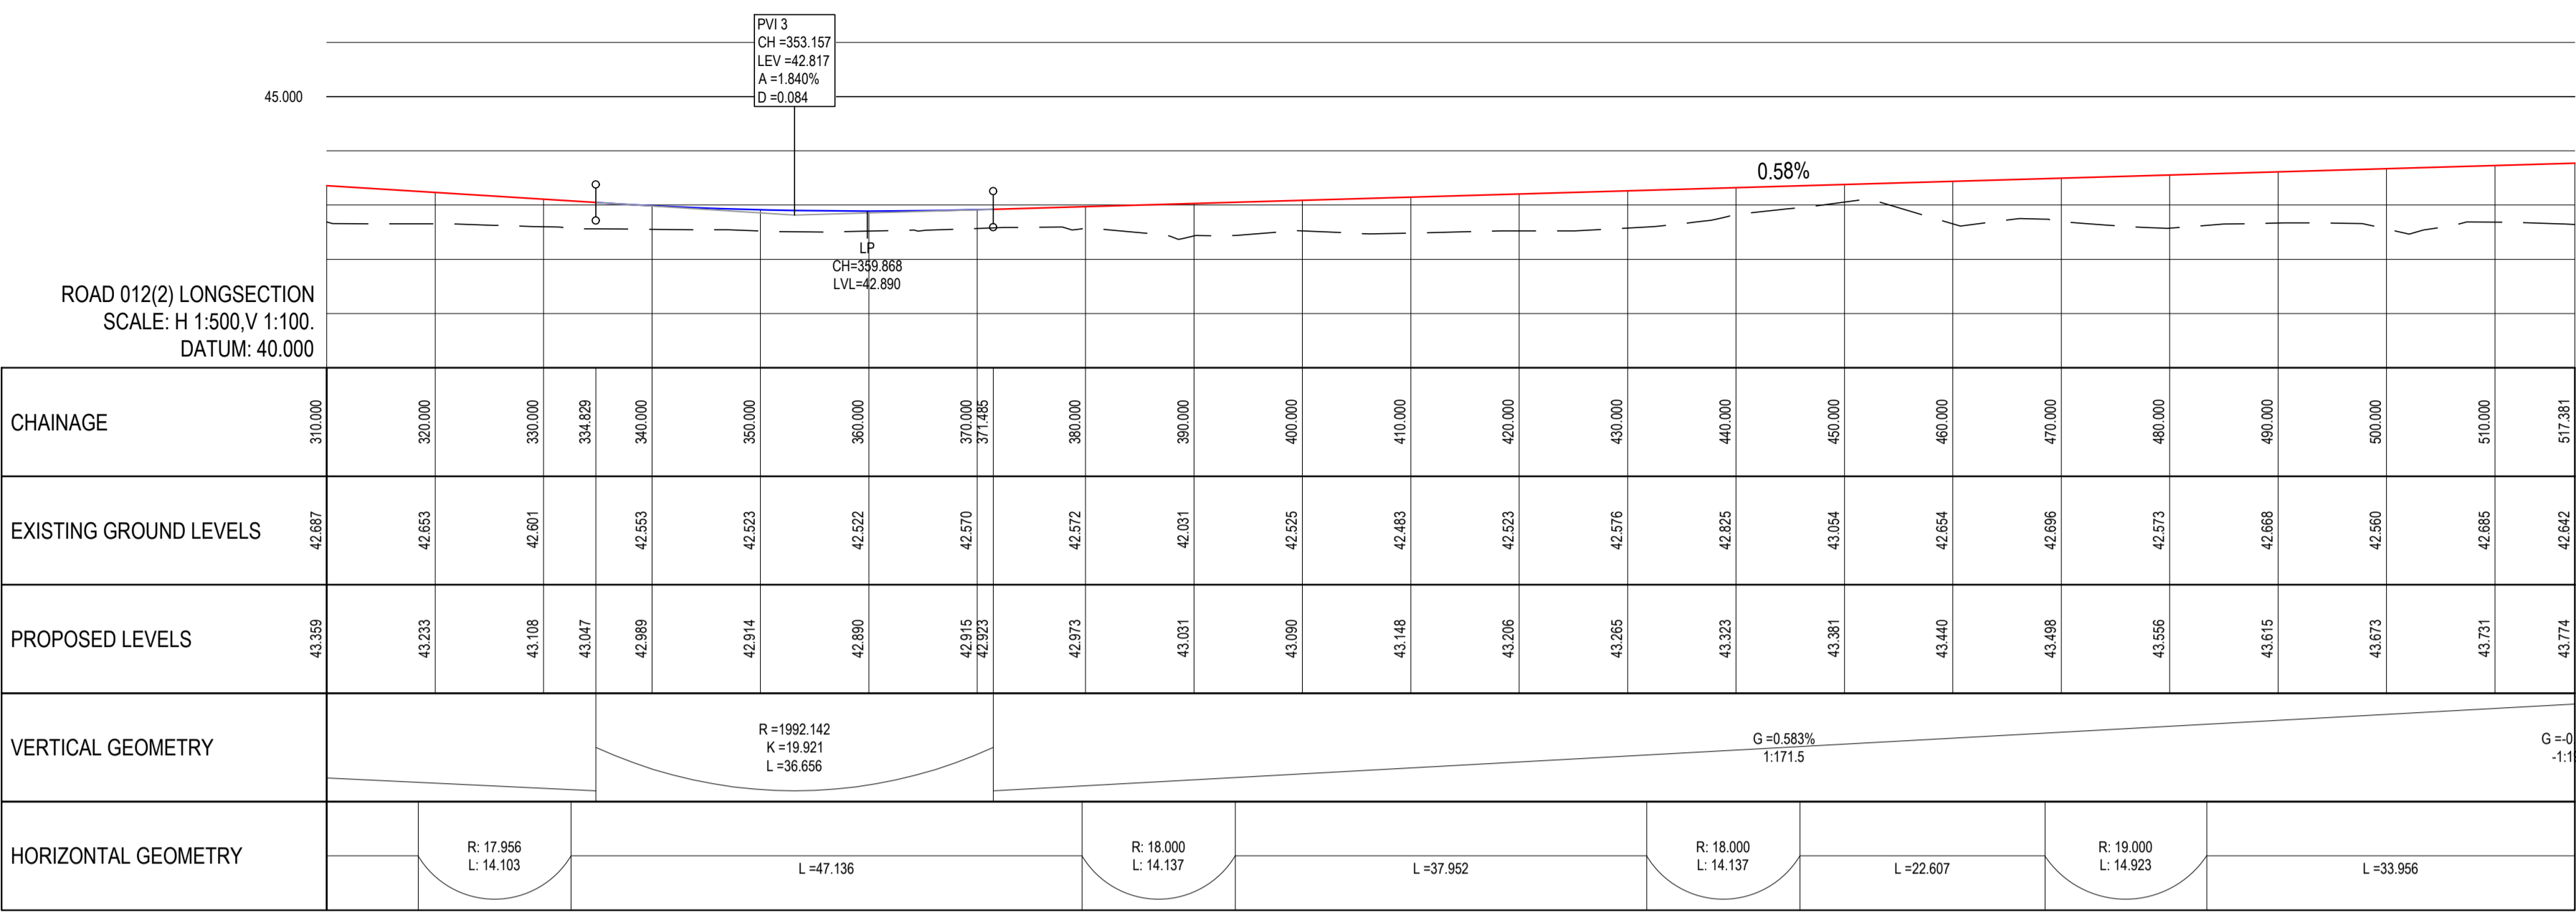 PVI 3
CH =353.157
LEV =42.817
A =1.840%
D =0.084
45.000
0.58%
LP
CH=359.868
LVL=42.890
ROAD 012(2) LONGSECTION
SCALE: H 1:500,V 1:100.
DATUM: 40.000
CHAINAGE
310.000
320.000
330.000
334.829
340.000
350.000
360.000
370.000
371.485
380.000
390.000
400.000
410.000
420.000
430.000
440.000
450.000
460.000
470.000
480.000
490.000
500.000
510.000
517.381
EXISTING GROUND LEVELS
42.687
42.653
42.601
42.553
42.523
42.522
42.570
42.572
42.031
42.525
42.483
42.523
42.576
42.825
43.054
42.654
42.696
42.573
42.668
42.560
42.685
42.642
PROPOSED LEVELS
43.359
43.233
43.108
43.047
42.989
42.914
42.890
42.915
42.923
42.973
43.031
43.090
43.148
43.206
43.265
43.323
43.381
43.440
43.498
43.556
43.615
43.673
43.731
43.774
VERTICAL GEOMETRY
R =1992.142
K =19.921
L =36.656
G =0.583%
1:171.5
G =-0
-1:1
HORIZONTAL GEOMETRY
R: 17.956
L: 14.103
L =47.136
R: 18.000
L: 14.137
L =37.952
R: 18.000
L: 14.137
L =22.607
R: 19.000
L: 14.923
L =33.956